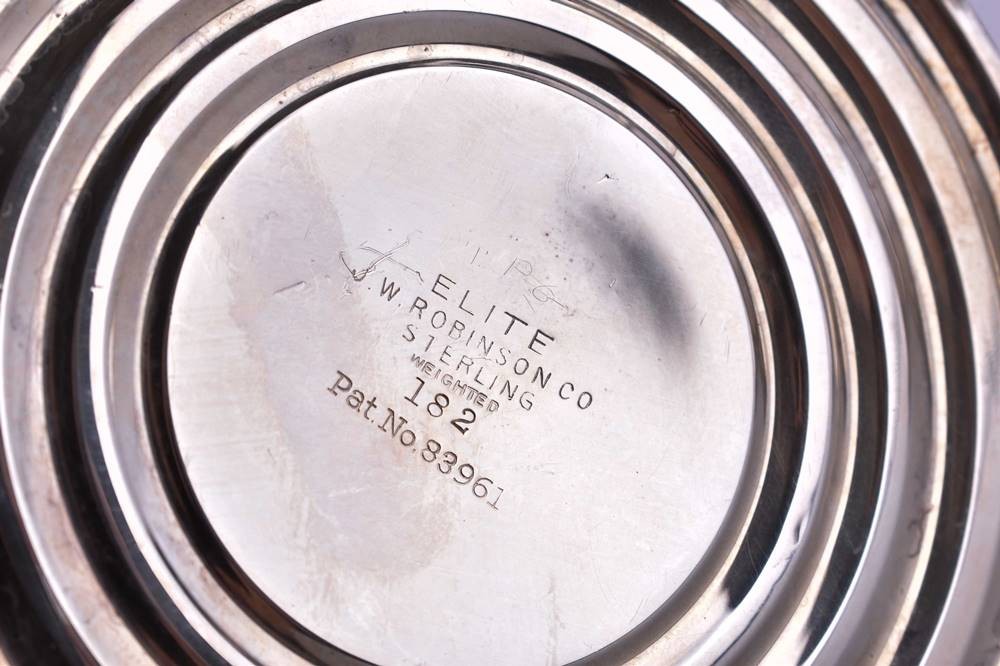 ELITE
J.W. ROBINSON CO
STERLING
WEIGHTED
182
Pat.No.83961